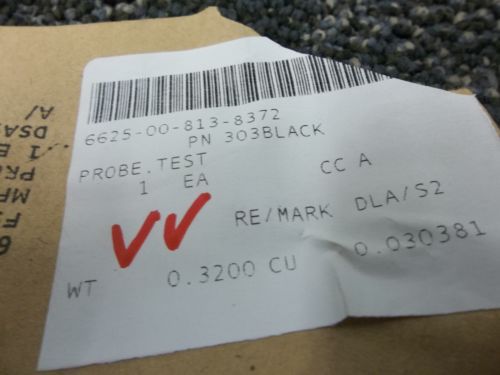 6625-00-813-8372
PN 303BLACK
PROBE.TEST
1 EA
CC A
RE/MARK DLA/S2
WT 0.3200 CU 0.030381
A/
DSA